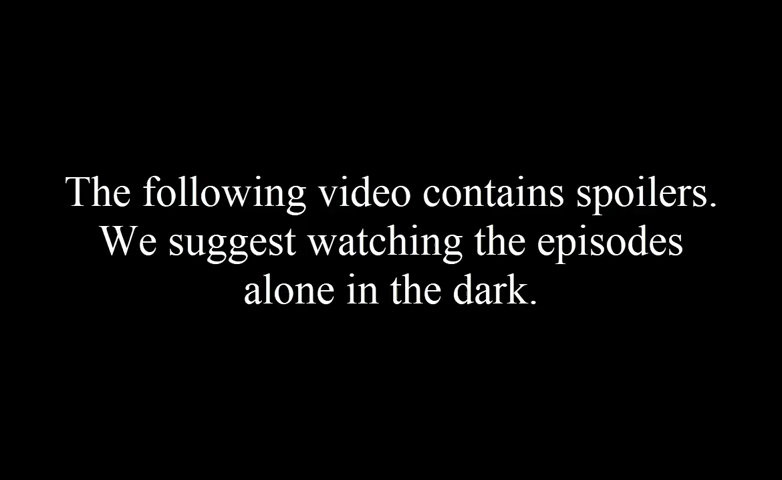 The following video contains spoilers.
We suggest watching the episodes
alone in the dark.